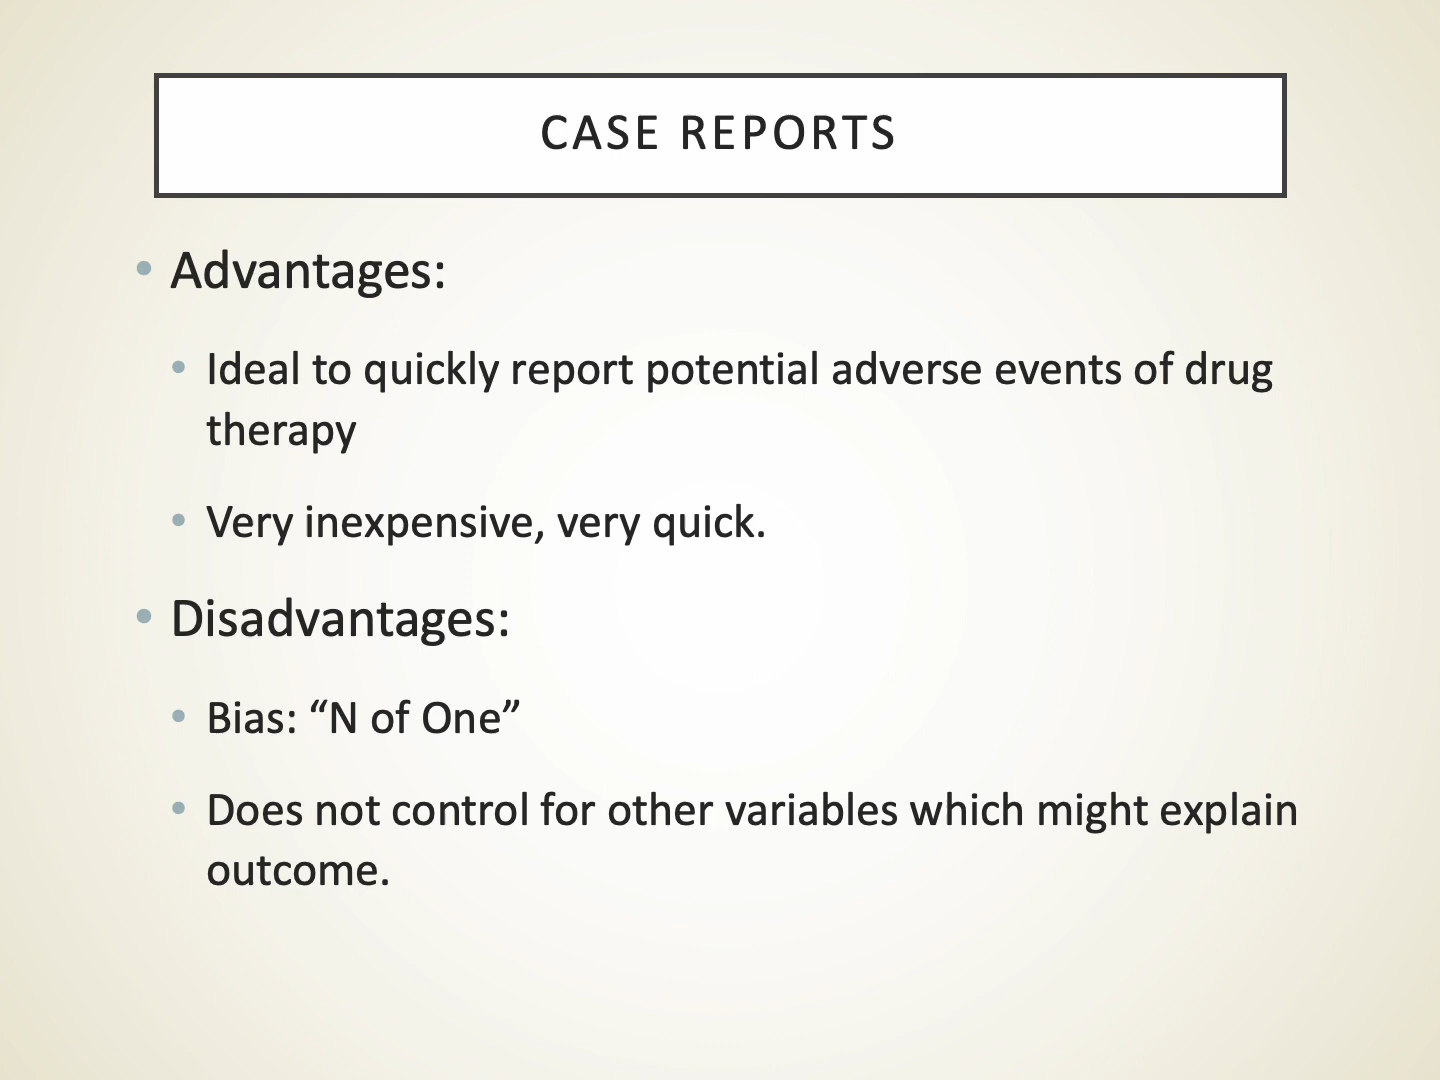 CASE REPORTS
• Advantages:
• Ideal to quickly report potential adverse events of drug
therapy
• Very inexpensive, very quick.
• Disadvantages:
• Bias: “N of One”
• Does not control for other variables which might explain
outcome.